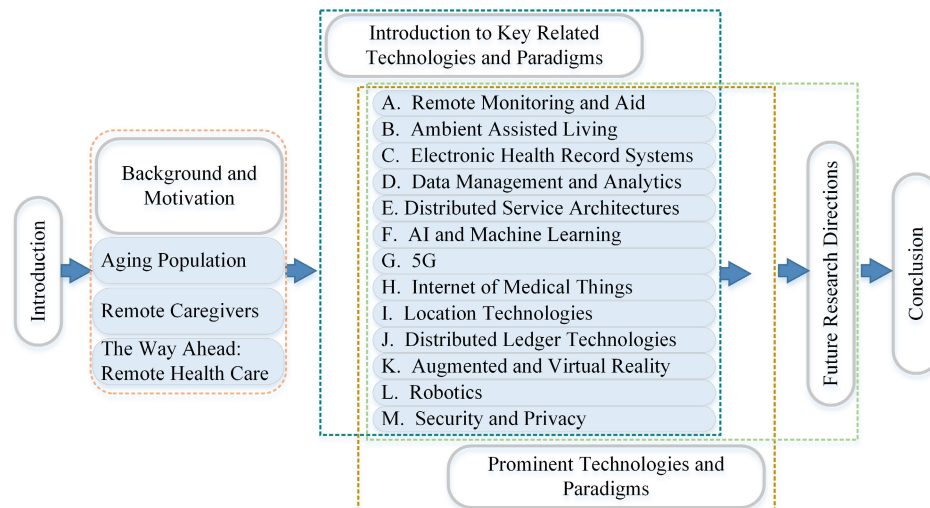 Introduction
Background and
Motivation
Aging Population
Remote Caregivers
The Way Ahead:
Remote Health Care
Introduction to Key Related
Technologies and Paradigms
A. Remote Monitoring and Aid
B. Ambient Assisted Living
C. Electronic Health Record Systems
D. Data Management and Analytics
E. Distributed Service Architectures
F. AI and Machine Learning
G. 5G
H. Internet of Medical Things
I. Location Technologies
J. Distributed Ledger Technologies
K. Augmented and Virtual Reality
L. Robotics
M. Security and Privacy
Prominent Technologies and
Paradigms
Future Research Directions
Conclusion